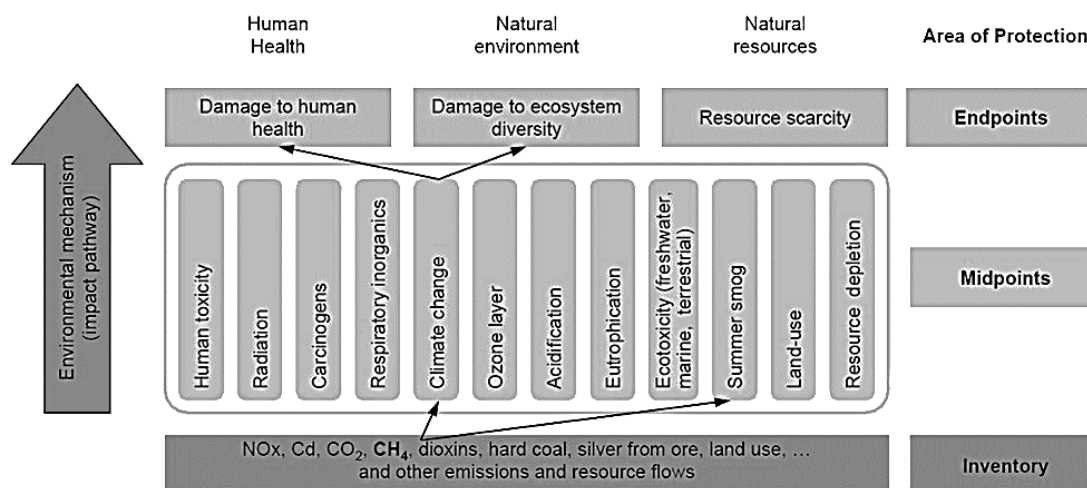 Human
Health
Natural
environment
Natural
resources
Area of Protection
Damage to human
health
Damage to ecosystem
diversity
Resource scarcity
Endpoints
Environmental mechanism
(impact pathway)
Human toxicity
Radiation
Carcinogens
Respiratory inorganics
Climate change
Ozone layer
Acidification
Eutrophication
Ecotoxicity (freshwater,
marine, terrestrial)
Summer smog
Land-use
Resource depletion
Midpoints
NOx, Cd, CO₂, CH₄, dioxins, hard coal, silver from ore, land use, …
and other emissions and resource flows
Inventory